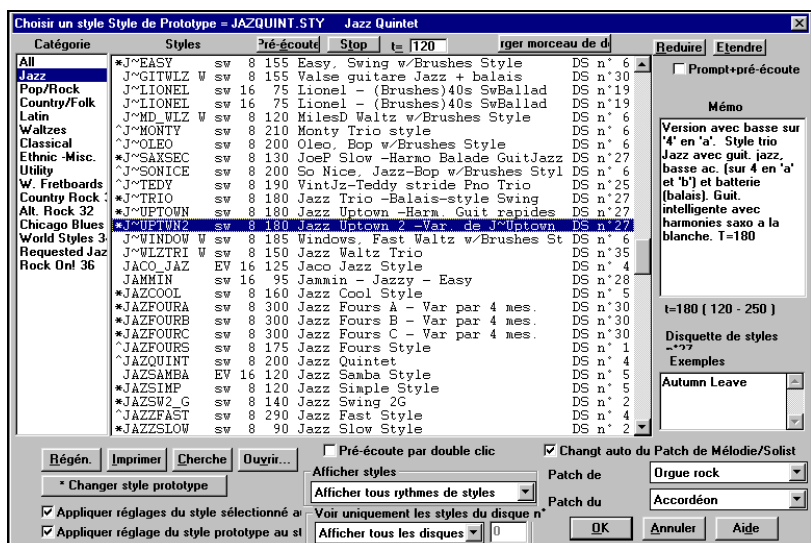 Choisir un style Style de Prototype = JAZQUINT.STY Jazz Quintet
Catégorie Styles Pré-écoute Stop t= 120 rger morceau de dé Reduire Etendre
Prompt+pré-écoute
All
Jazz
Pop/Rock
Country/Folk
Latin
Waltzes
Classical
Ethnic -Misc.
Utility
W. Fretboards
Country Rock
Alt. Rock 32
Chicago Blues
World Styles 3
Requested Jaz
Rock On! 36
*J~EASY sw 8 155 Easy, Swing w/Brushes Style DS n° 6
J~GITWLZ W sw 8 155 Valse guitare Jazz + balais DS n°30
J~LIONEL sw 16 75 Lionel - (Brushes)40s SwBallad DS n°19
J~LIONEL sw 16 75 Lionel - (Brushes)40s SwBallad DS n°19
J~MD_WLZ W sw 8 120 MilesD Waltz w/Brushes Style DS n° 6
^J~MONTY sw 8 210 Monty Trio style DS n° 6
^J~OLEO sw 8 200 Oleo, Bop w/Brushes Style DS n° 6
*J~SAXSEC sw 8 130 JoeP Slow -Harmo Balade GuitJazz DS n°27
^J~SONICE sw 8 200 So Nice, Jazz-Bop w/Brushes Styl DS n° 6
^J~TEDY sw 8 190 VintJz-Teddy stride Pno Trio DS n°25
*J~TRIO sw 8 180 Jazz Trio -Balais-style Swing DS n°27
*J~UPTOWN sw 8 180 Jazz Uptown -Harm. Guit rapides DS n°27
*J~UPTWN2 sw 8 180 Jazz Uptown 2 -Var. de J~Uptown DS n°27
J~WINDOW W sw 8 185 Windows, Fast Waltz w/Brushes St DS n° 6
^J~WLZTRI W sw 8 150 Jazz Waltz Trio DS n°35
JACO_JAZ EV 16 125 Jaco Jazz Style DS n° 4
JAMMIN sw 16 95 Jammin - Jazzy - Easy DS n°28
*JAZCOOL sw 8 160 Jazz Cool Style DS n° 5
*JAZFOURA sw 8 300 Jazz Fours A - Var par 4 mes. DS n°30
*JAZFOURB sw 8 300 Jazz Fours B - Var par 4 mes. DS n°30
*JAZFOURC sw 8 300 Jazz Fours C - Var par 4 mes. DS n°30
^JAZFOURS sw 8 175 Jazz Fours Style DS n° 1
^JAZQUINT sw 8 200 Jazz Quintet DS n° 4
JAZSAMBA EV 16 120 Jazz Samba Style DS n° 5
*JAZSIMP sw 8 120 Jazz Simple Style DS n° 5
*JAZSW2_G sw 8 140 Jazz Swing 2G DS n° 2
^JAZZFAST sw 8 290 Jazz Fast Style DS n° 4
*JAZZSLOW sw 8 90 Jazz Slow Style DS n° 2
Mémo
Version avec basse sur
'4' en 'a'. Style trio
Jazz avec guit. jazz,
basse ac. (sur 4 en 'a'
et 'b') et batterie
(balais). Guit.
intelligente avec
harmonies saxo a la
blanche. T=180
t=180 ( 120 - 250 )
Disquette de styles
n°27
Exemples
Autumn Leave
Régén. Imprimer Cherche Ouvrir...
* Changer style prototype
Appliquer réglages du style sélectionné au
Appliquer réglage du style prototype au st
Pré-écoute par double clic
Afficher styles
Afficher tous rythmes de styles
Voir uniquement les styles du disque n°
Afficher tous les disques 0
Changt auto du Patch de Mélodie/Solist
Patch de Orgue rock
Patch du Accordéon
OK Annuler Aide